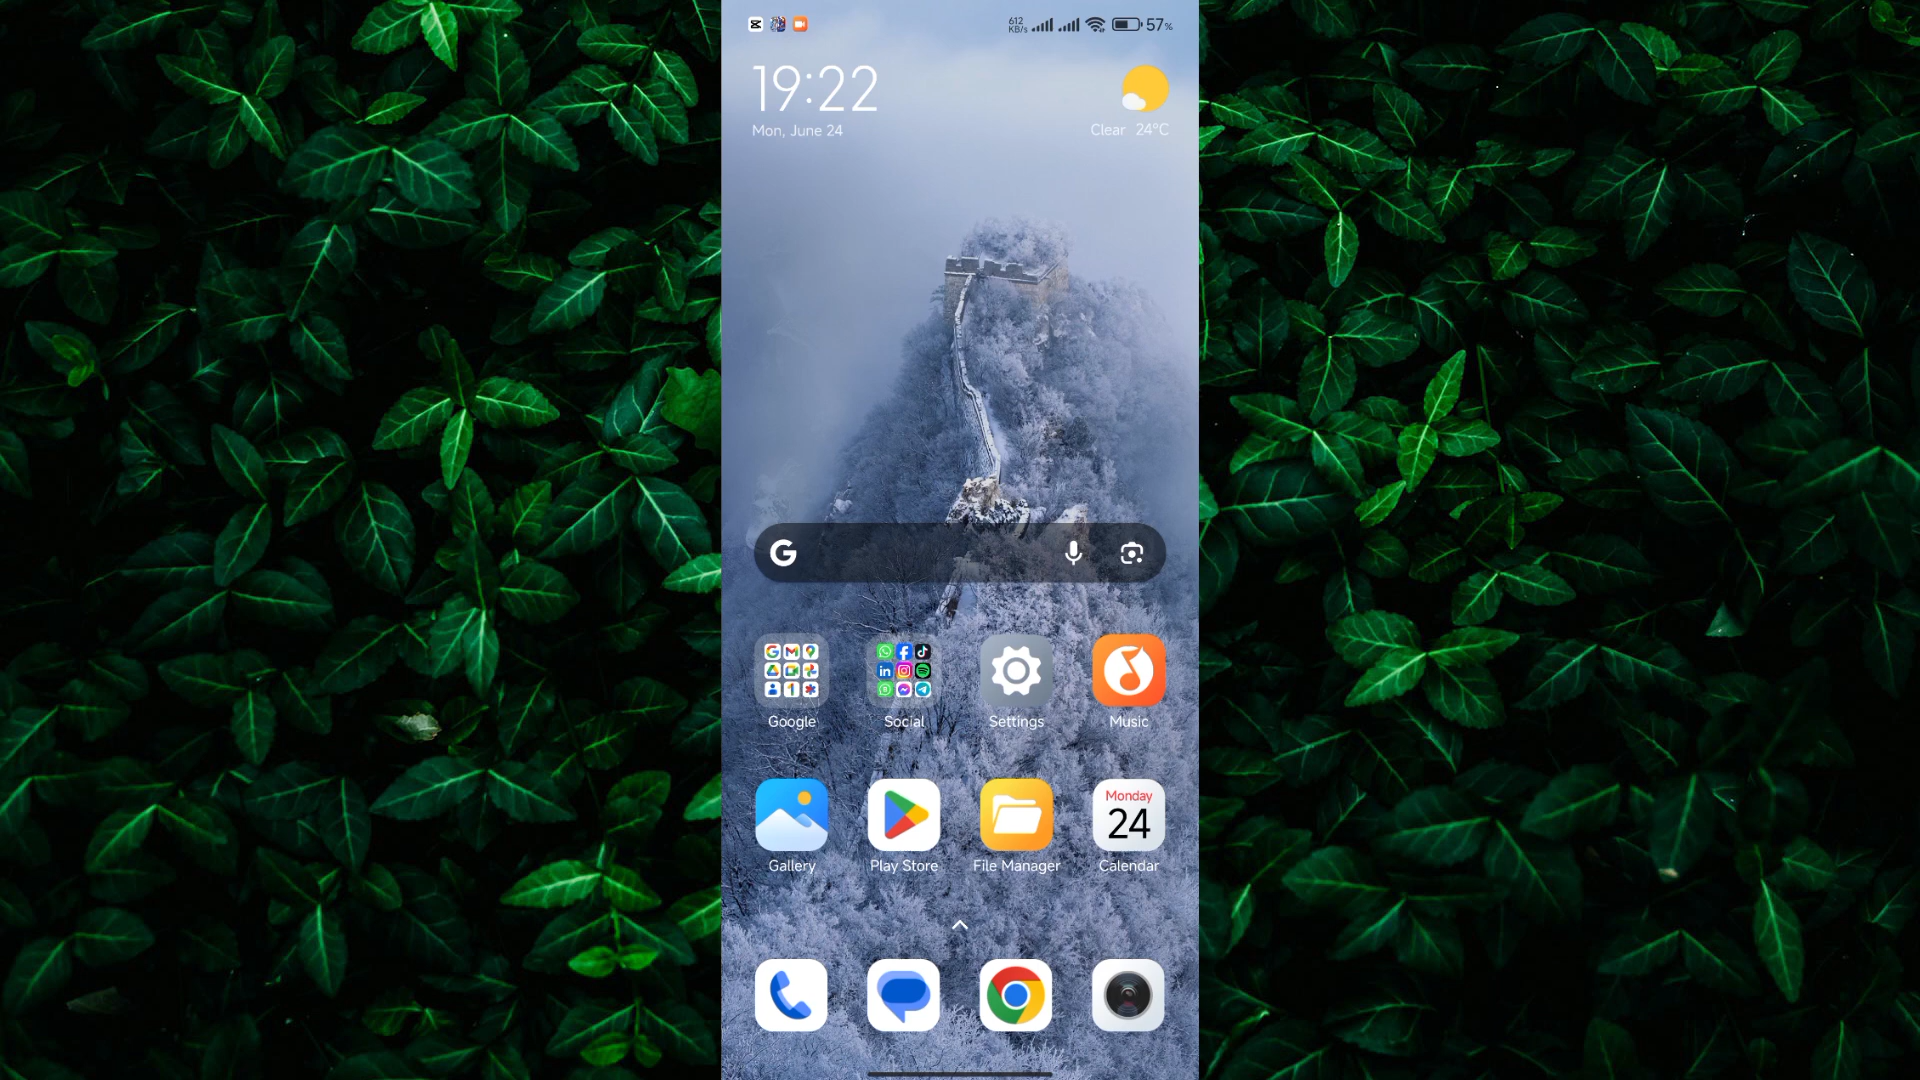 612
KB/s
57%
19:22
Mon, June 24
Clear 24°C
G
Google
Social
Settings
Music
Monday
24
Gallery
Play Store
File Manager
Calendar